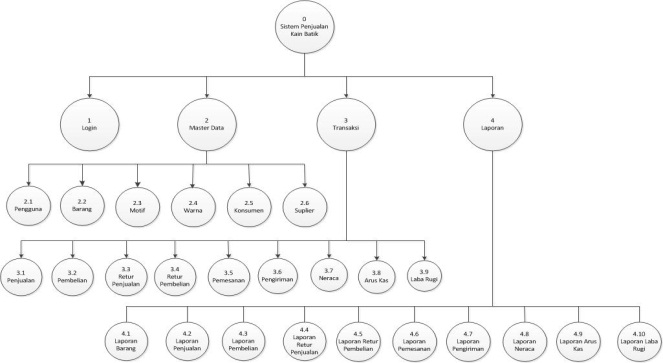 0
Sistem Penjualan
Kain Batik
1
Login
2
Master Data
3
Transaksi
4
Laporan
2.1
Pengguna
2.2
Barang
2.3
Motif
2.4
Warna
2.5
Konsumen
2.6
Suplier
3.1
Penjualan
3.2
Pembelian
3.3
Retur
Penjualan
3.4
Retur
Pembelian
3.5
Pemesanan
3.6
Pengiriman
3.7
Neraca
3.8
Arus Kas
3.9
Laba Rugi
4.1
Laporan
Barang
4.2
Laporan
Penjualan
4.3
Laporan
Pembelian
4.4
Laporan
Retur
Penjualan
4.5
Laporan Retur
Pembelian
4.6
Laporan
Pemesanan
4.7
Laporan
Pengiriman
4.8
Laporan
Neraca
4.9
Laporan Arus
Kas
4.10
Laporan Laba
Rugi